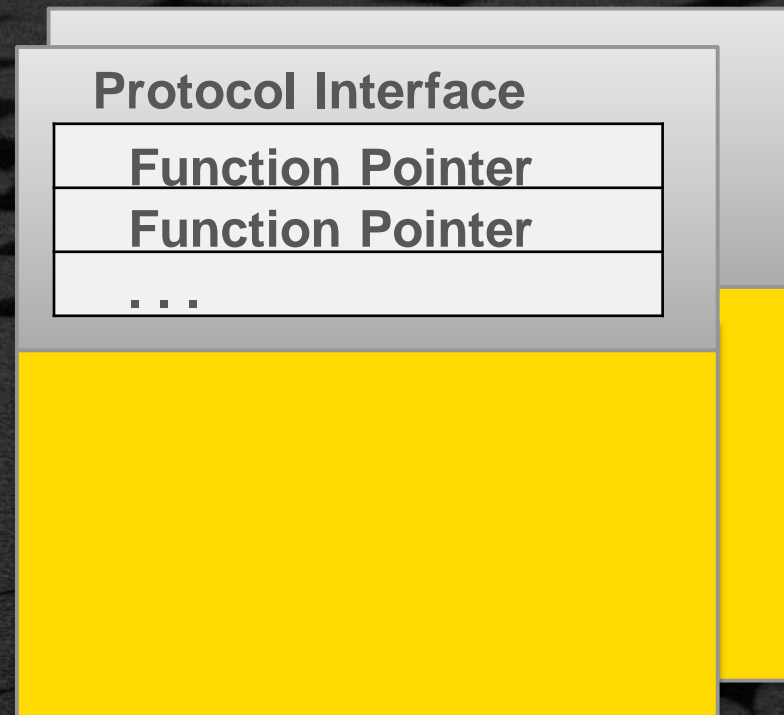 Protocol Interface
Function Pointer
Function Pointer
. . .